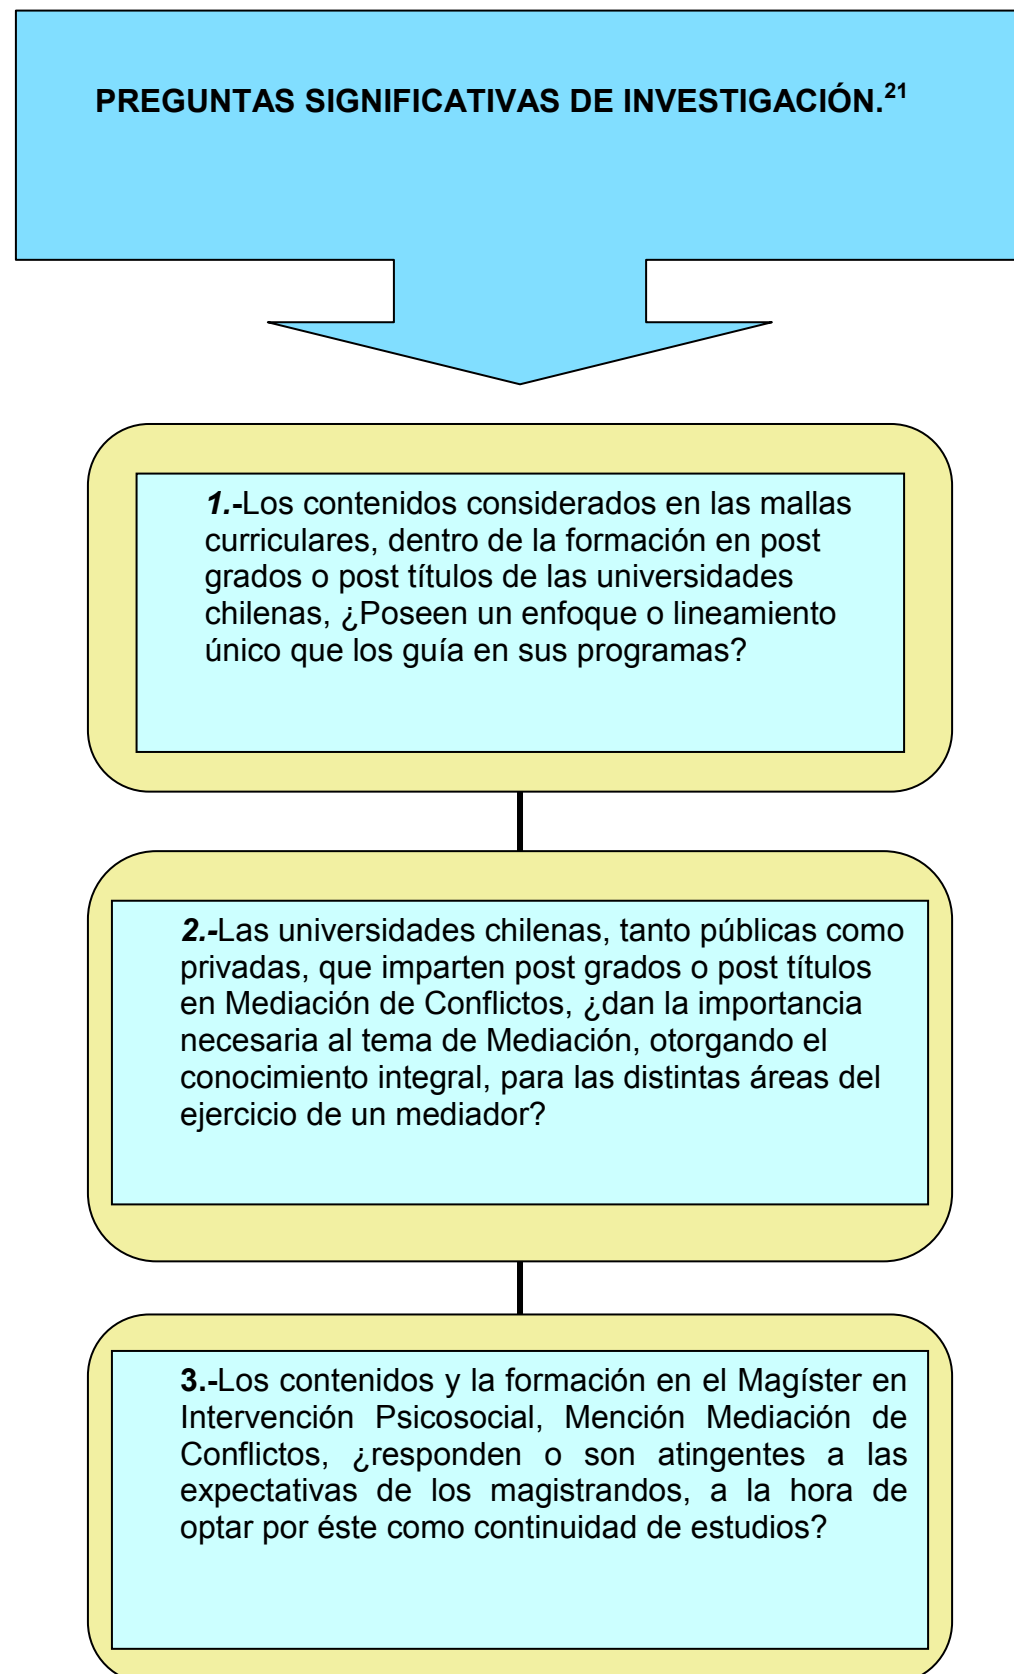 PREGUNTAS SIGNIFICATIVAS DE INVESTIGACIÓN.21
1.-Los contenidos considerados en las mallas
curriculares, dentro de la formación en post
grados o post títulos de las universidades
chilenas, ¿Poseen un enfoque o lineamiento
único que los guía en sus programas?
2.-Las universidades chilenas, tanto públicas como
privadas, que imparten post grados o post títulos
en Mediación de Conflictos, ¿dan la importancia
necesaria al tema de Mediación, otorgando el
conocimiento integral, para las distintas áreas del
ejercicio de un mediador?
3.-Los contenidos y la formación en el Magíster en
Intervención Psicosocial, Mención Mediación de
Conflictos, ¿responden o son atingentes a las
expectativas de los magistrandos, a la hora de
optar por éste como continuidad de estudios?